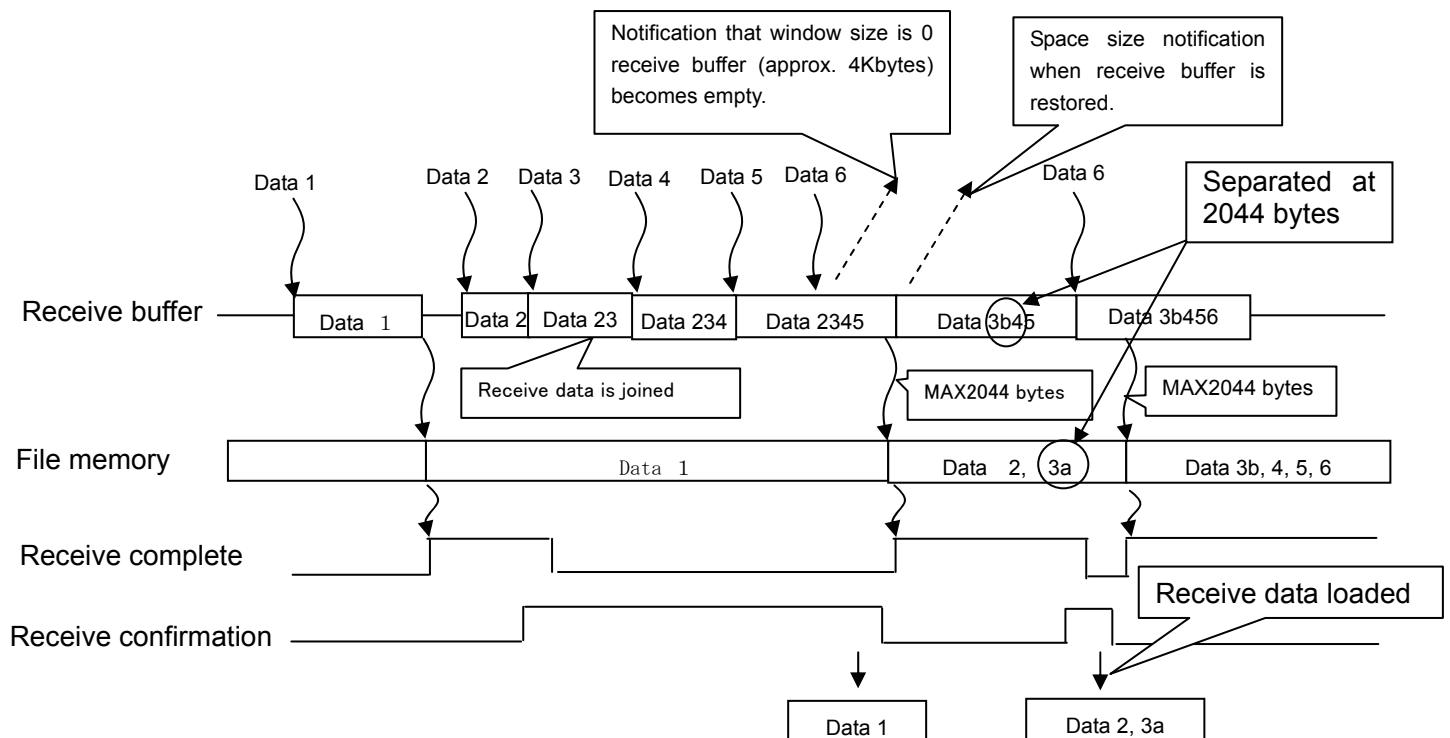 Notification that window size is 0
receive buffer (approx. 4Kbytes)
becomes empty.
Space size notification
when receive buffer is
restored.
Data 1
Data 2
Data 3
Data 4
Data 5
Data 6
Data 6
Separated at
2044 bytes
Receive buffer
Data 1
Data 2
Data 23
Data 234
Data 2345
Data 3b45
Data 3b456
Receive data is joined
MAX2044 bytes
MAX2044 bytes
File memory
Data 1
Data 2, 3a
Data 3b, 4, 5, 6
Receive complete
Receive data loaded
Receive confirmation
Data 1
Data 2, 3a